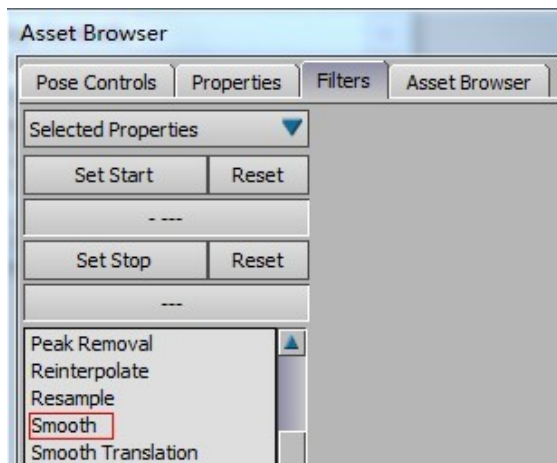 Asset Browser
Pose Controls Properties Filters Asset Browser
Selected Properties
Set Start Reset
- ---
Set Stop Reset
---
Peak Removal
Reinterpolate
Resample
Smooth
Smooth Translation